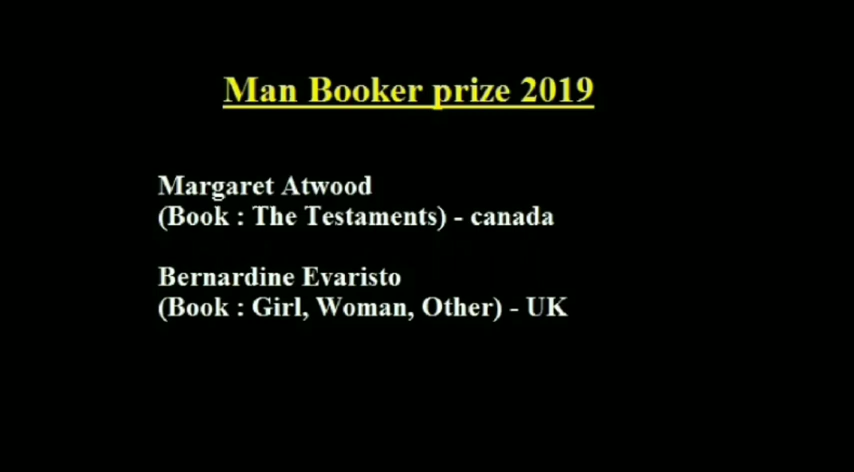 Man Booker prize 2019
Margaret Atwood
(Book : The Testaments) - canada
Bernardine Evaristo
(Book : Girl, Woman, Other) - UK